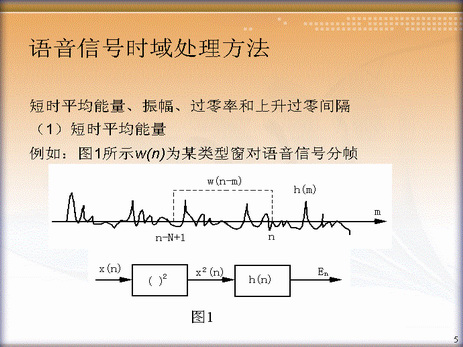 语音信号时域处理方法
短时平均能量、振幅、过零率和上升过零间隔
（1）短时平均能量
例如：图1所示w(n)为某类型窗对语音信号分帧
w(n-m)
h(m)
m
n-N+1
n
x(n)
( )²
x²(n)
h(n)
Eₙ
图1
5